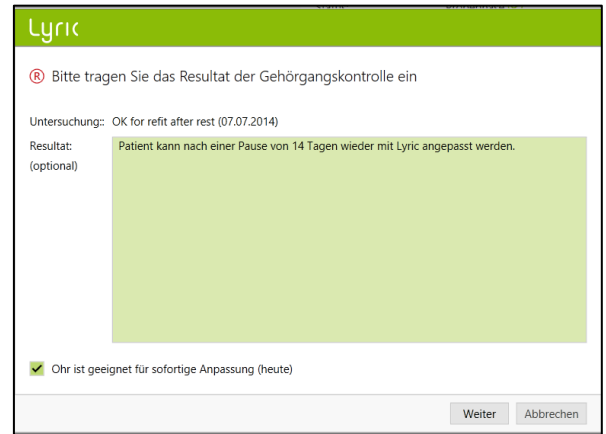 Lyric
® Bitte tragen Sie das Resultat der Gehörgangskontrolle ein
Untersuchung:: OK for refit after rest (07.07.2014)
Resultat: Patient kann nach einer Pause von 14 Tagen wieder mit Lyric angepasst werden.
(optional)
Ohr ist geeignet für sofortige Anpassung (heute)
Weiter Abbrechen